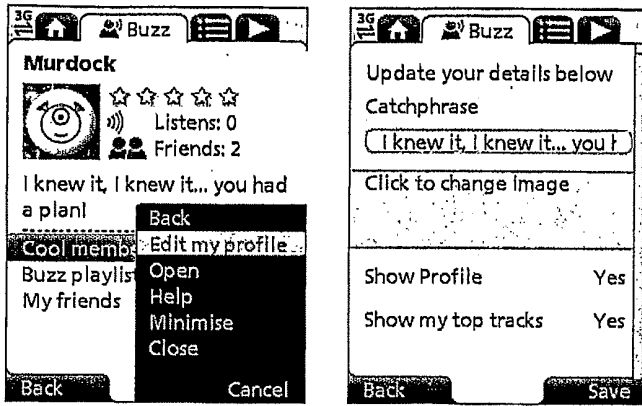 3G
Buzz
Murdock
Listens: 0
Friends: 2
I knew it, I knew it... you had
a plan!
Cool memb
Buzz playlist
My friends
Back
Edit my profile
Open
Help
Minimise
Close
Back
Cancel
3G
Buzz
Update your details below
Catchphrase
I knew it, I knew it... you h
Click to change image
Show Profile Yes
Show my top tracks Yes
Back
Save